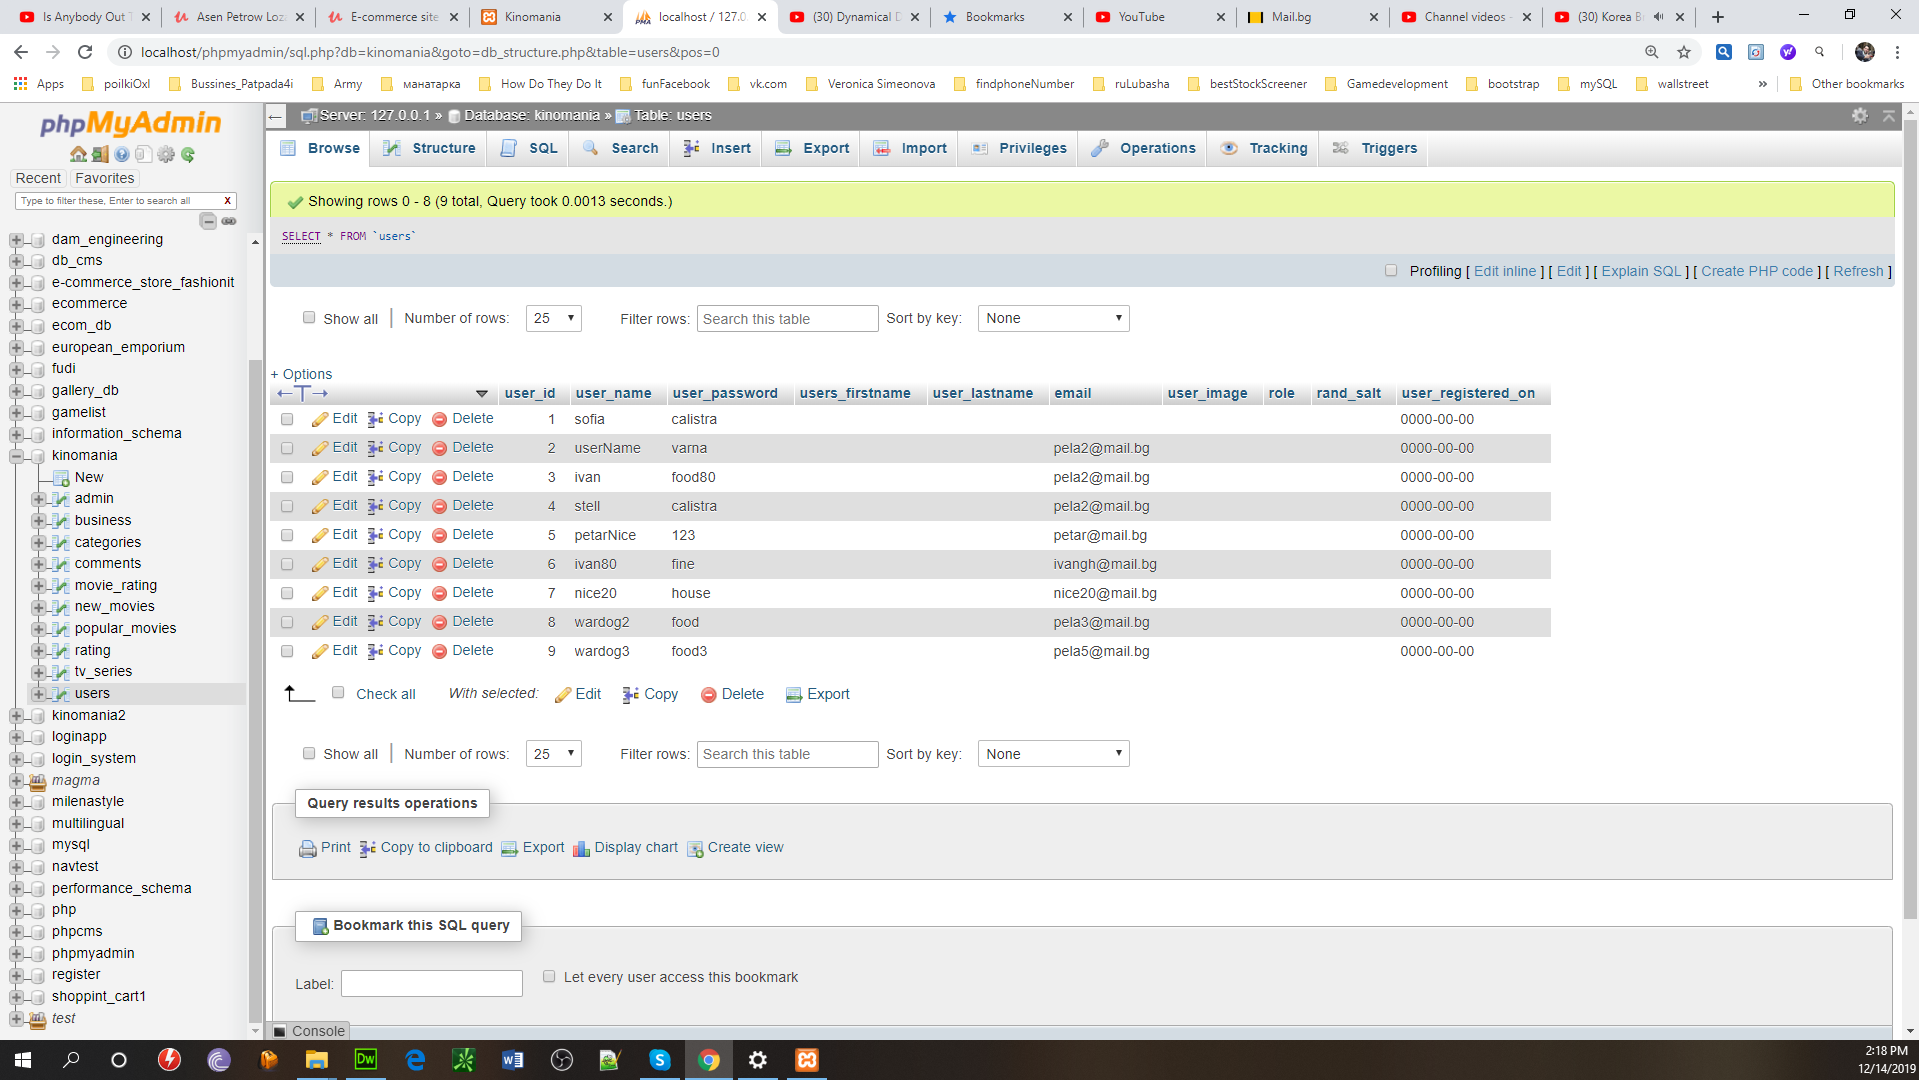 Is Anybody Out T
Asen Petrow Loza
E-commerce site
Kinomania
localhost / 127.0
(30) Dynamical D
Bookmarks
YouTube
Mail.bg
Channel videos -
(30) Korea B
localhost/phpmyadmin/sql.php?db=kinomania&goto=db_structure.php&table=users&pos=0
Apps poilkiOxl Bussines_Patpada4i Army манатарка How Do They Do It funFacebook vk.com Veronica Simeonova findphoneNumber ruLubasha bestStockScreener Gamedevelopment bootstrap mySQL wallstreet » Other bookmarks
phpMyAdmin
Recent Favorites
Type to filter these, Enter to search all X
dam_engineering
db_cms
e-commerce_store_fashionit
ecommerce
ecom_db
european_emporium
fudi
gallery_db
gamelist
information_schema
kinomania
New
admin
business
categories
comments
movie_rating
new_movies
popular_movies
rating
tv_series
users
kinomania2
loginapp
login_system
magma
milenastyle
multilingual
mysql
navtest
performance_schema
php
phpcms
phpmyadmin
register
shoppint_cart1
test
Server: 127.0.0.1 » Database: kinomania » Table: users
Browse Structure SQL Search Insert Export Import Privileges Operations Tracking Triggers
Showing rows 0 - 8 (9 total, Query took 0.0013 seconds.)
SELECT * FROM `users`
Profiling [ Edit inline ] [ Edit ] [ Explain SQL ] [ Create PHP code ] [ Refresh ]
Show all Number of rows: 25 Filter rows: Search this table Sort by key: None
+ Options
user_id user_name user_password users_firstname user_lastname email user_image role rand_salt user_registered_on
Edit Copy Delete 1 sofia calistra 0000-00-00
Edit Copy Delete 2 userName varna pela2@mail.bg 0000-00-00
Edit Copy Delete 3 ivan food80 pela2@mail.bg 0000-00-00
Edit Copy Delete 4 stell calistra pela2@mail.bg 0000-00-00
Edit Copy Delete 5 petarNice 123 petar@mail.bg 0000-00-00
Edit Copy Delete 6 ivan80 fine ivangh@mail.bg 0000-00-00
Edit Copy Delete 7 nice20 house nice20@mail.bg 0000-00-00
Edit Copy Delete 8 wardog2 food pela3@mail.bg 0000-00-00
Edit Copy Delete 9 wardog3 food3 pela5@mail.bg 0000-00-00
Check all With selected: Edit Copy Delete Export
Show all Number of rows: 25 Filter rows: Search this table Sort by key: None
Query results operations
Print Copy to clipboard Export Display chart Create view
Bookmark this SQL query
Label: Let every user access this bookmark
Console
2:18 PM
12/14/2019